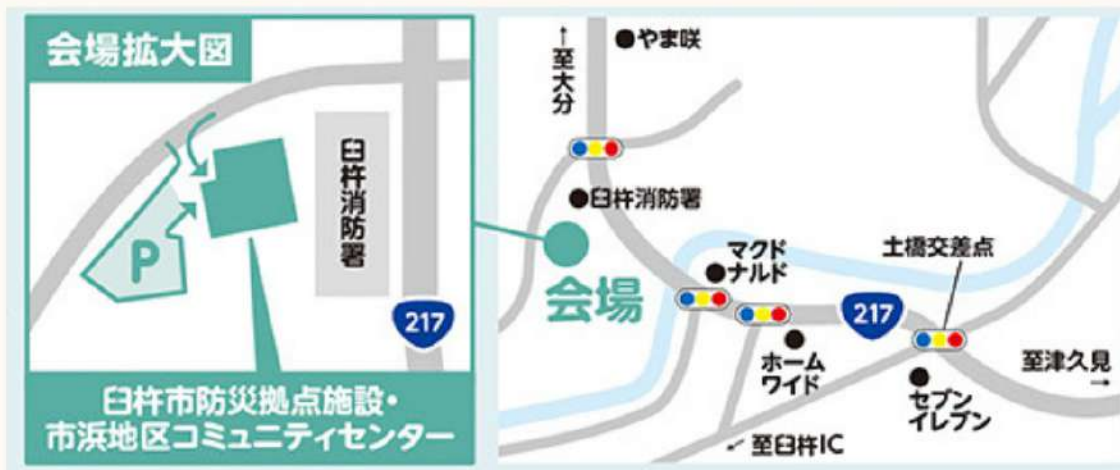 会場拡大図
臼杵消防署
P
217
臼杵市防災拠点施設・
市浜地区コミュニティセンター
↑至大分
やま咲
臼杵消防署
会場
マクド
ナルド
土橋交差点
217
ホーム
ワイド
セブン
イレブン
至津久見
→
↙至臼杵IC